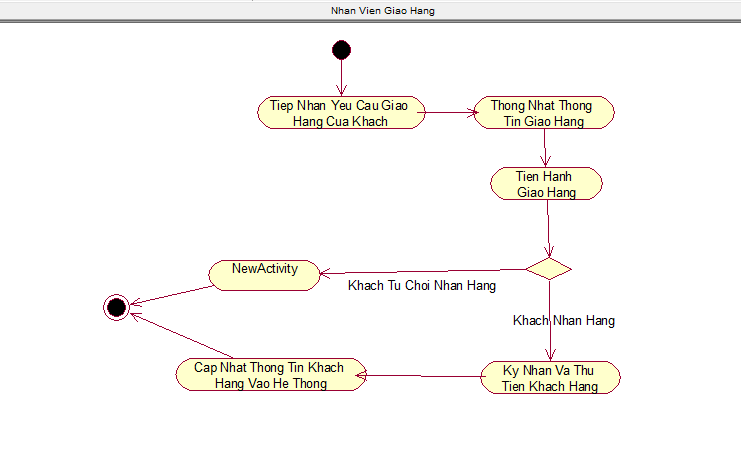 Nhan Vien Giao Hang
Tiep Nhan Yeu Cau Giao
Hang Cua Khach
Thong Nhat Thong
Tin Giao Hang
Tien Hanh
Giao Hang
NewActivity
Khach Tu Choi Nhan Hang
Khach Nhan Hang
Cap Nhat Thong Tin Khach
Hang Vao He Thong
Ky Nhan Va Thu
Tien Khach Hang